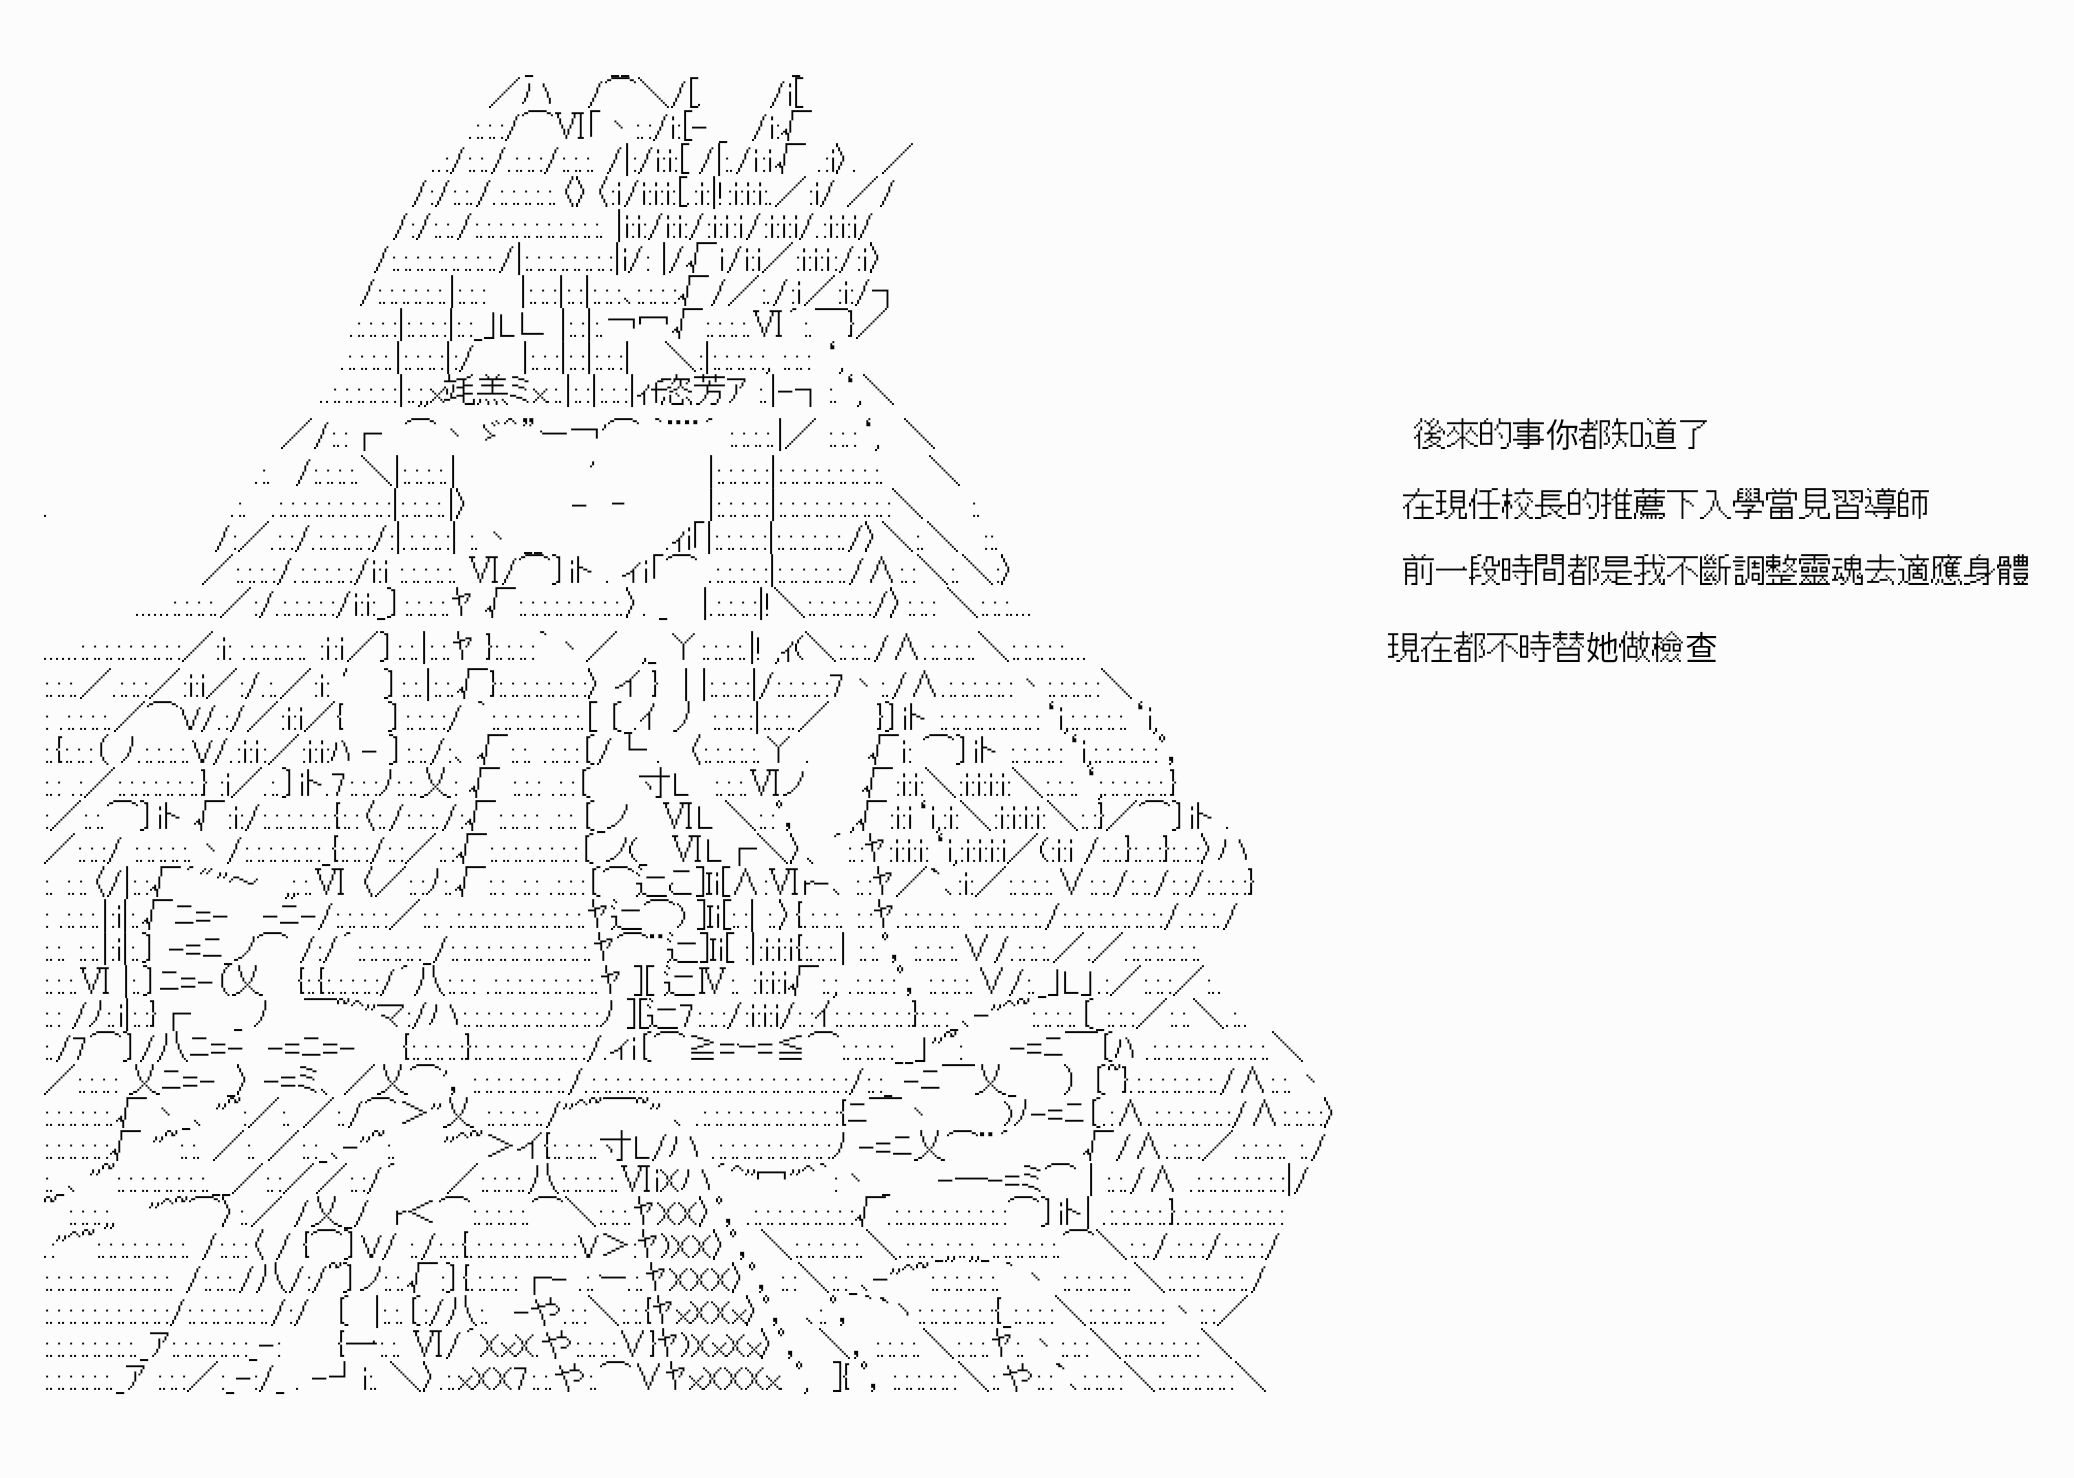 後來的事你都知道了
在現任校長的推薦下入學當見習導師
前一段時間都是我不斷調整靈魂去適應身體
現在都不時替她做檢查